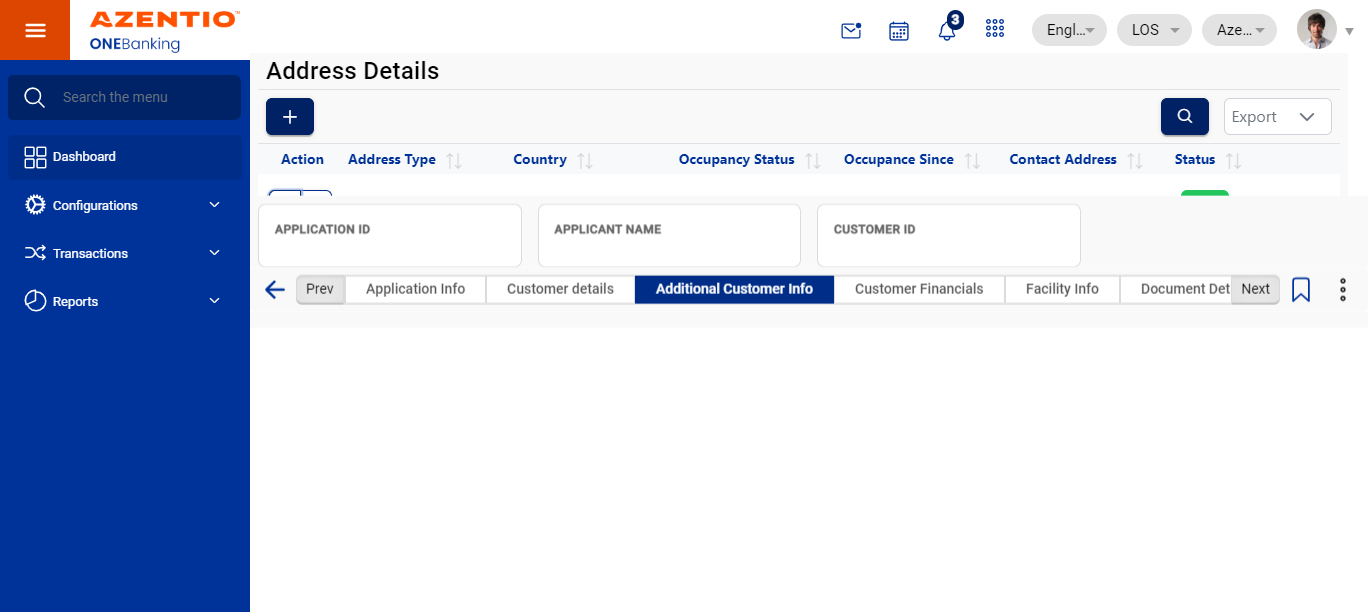 AZENTIO™
ONEBanking
3
Engl...
LOS
Aze...
Search the menu
Dashboard
Configurations
Transactions
Reports
Address Details
+
Export
Action Address Type Country Occupancy Status Occupance Since Contact Address Status
APPLICATION ID APPLICANT NAME CUSTOMER ID
Prev Application Info Customer details Additional Customer Info Customer Financials Facility Info Document Det Next